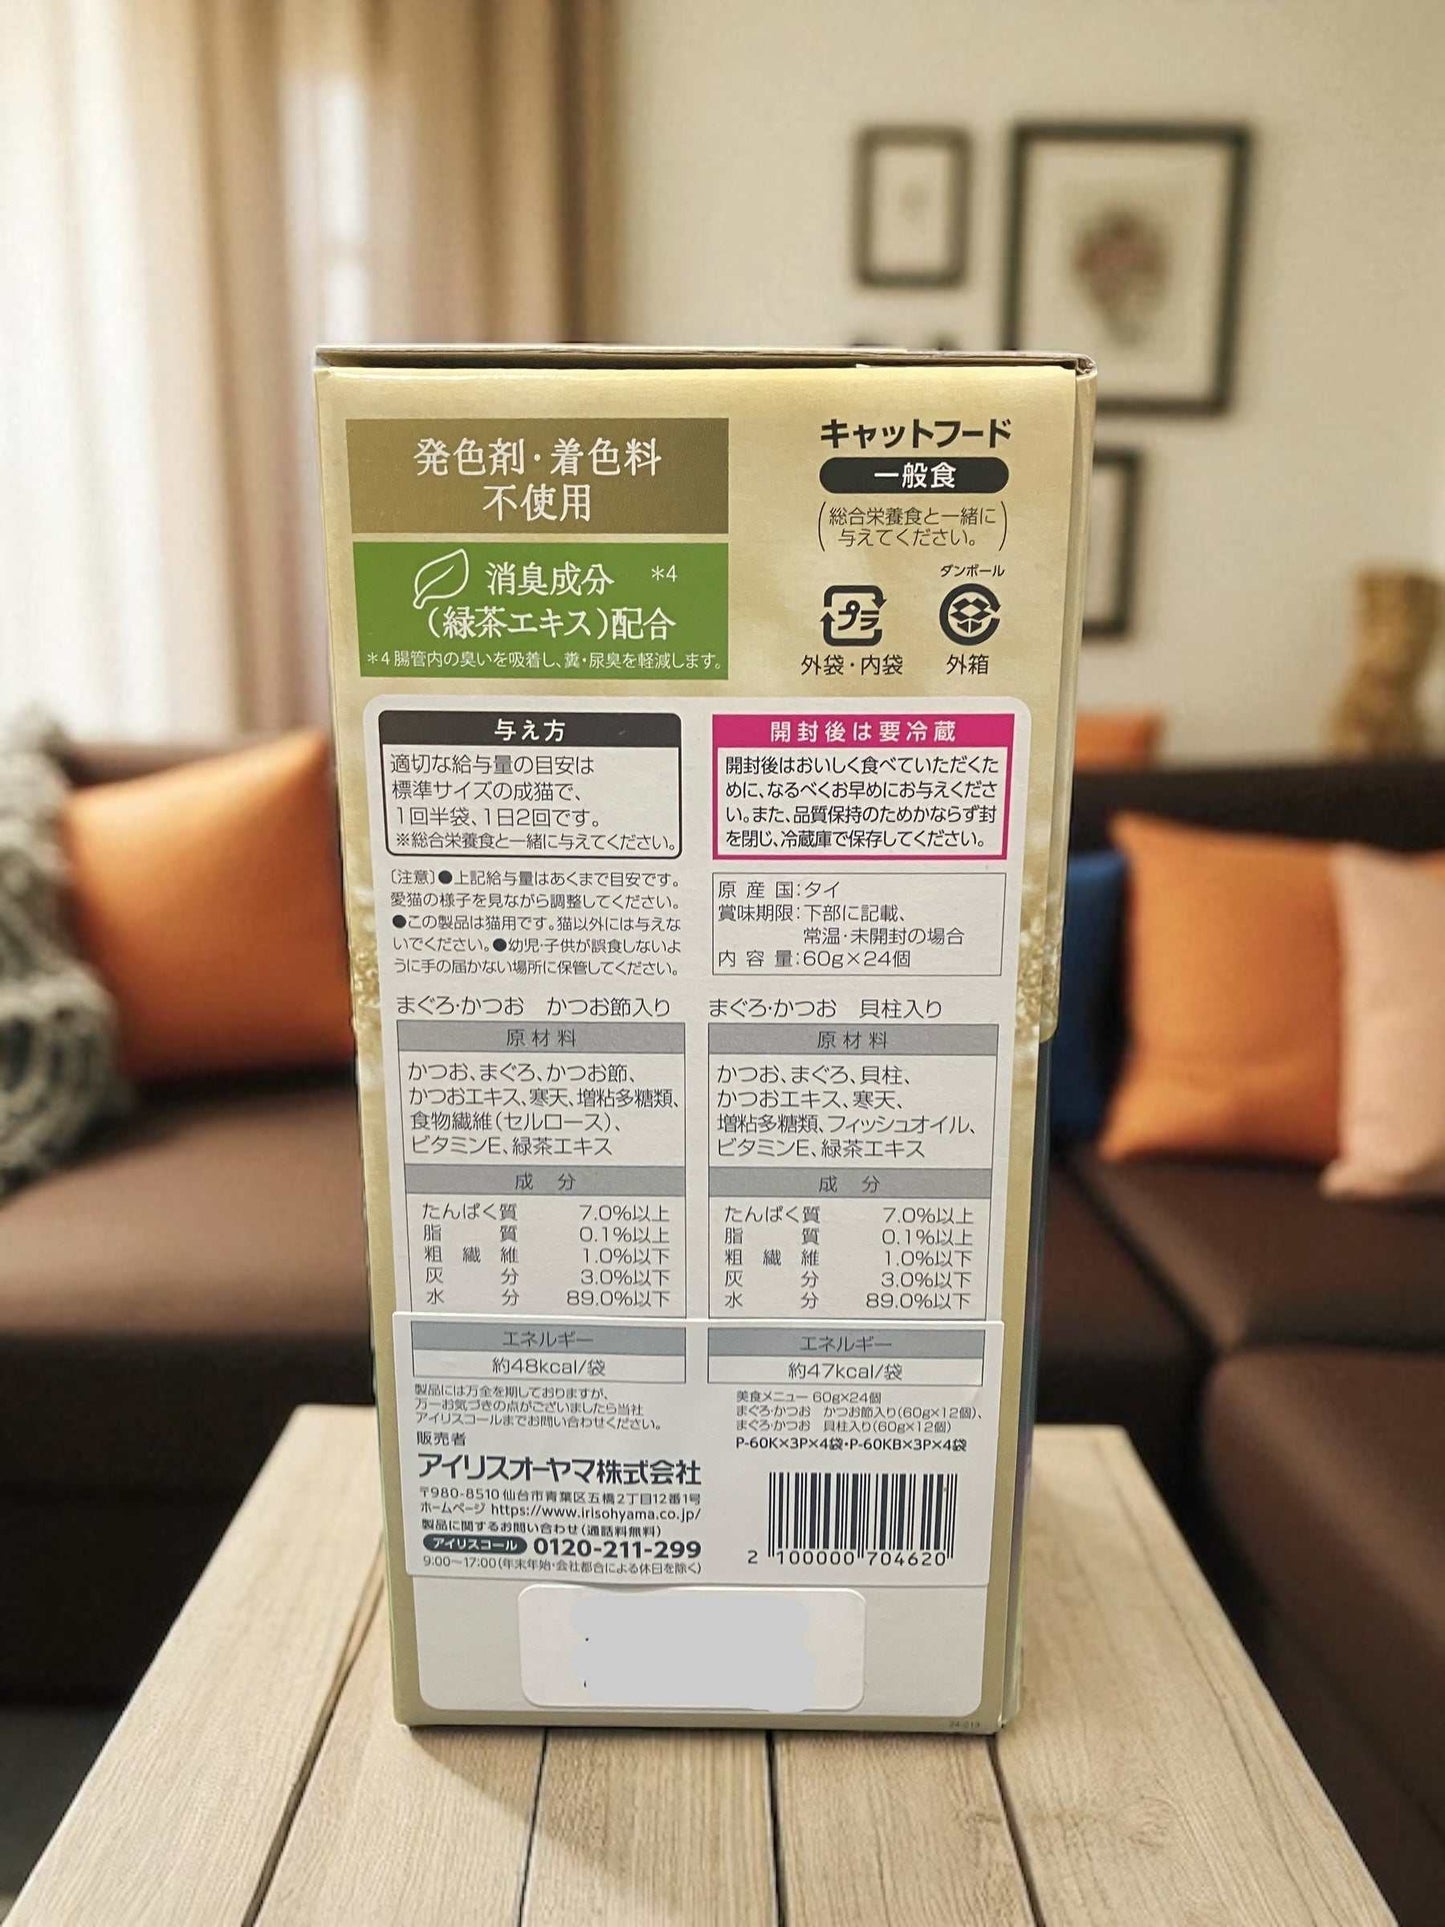 発色剤・着色料
不使用
消臭成分 *4
（緑茶エキス）配合
*4 腸管内の臭いを吸着し、糞・尿臭を軽減します。
キャットフード
一般食
（総合栄養食と一緒に
与えてください。）
プラ
外袋・内袋
ダンボール
外箱
与え方
適切な給与量の目安は
標準サイズの成猫で、
1回半袋、1日2回です。
※総合栄養食と一緒に与えてください。
開封後は要冷蔵
開封後はおいしく食べていただくた
めに、なるべくお早めにお与えくださ
い。また、品質保持のためかならず封
を閉じ、冷蔵庫で保存してください。
〔注意〕●上記給与量はあくまで目安です。
愛猫の様子を見ながら調整してください。
●この製品は猫用です。猫以外には与えな
いでください。●幼児・子供が誤食しないよ
うに手の届かない場所に保管してください。
原産国：タイ
賞味期限：下部に記載、
常温・未開封の場合
内容量：60g×24個
まぐろ・かつお　かつお節入り
原材料
かつお、まぐろ、かつお節、
かつおエキス、寒天、増粘多糖類、
食物繊維（セルロース）、
ビタミンE、緑茶エキス
成分
たんぱく質 7.0%以上
脂質 0.1%以上
粗繊維 1.0%以下
灰分 3.0%以下
水分 89.0%以下
エネルギー
約48kcal/袋
まぐろ・かつお　貝柱入り
原材料
かつお、まぐろ、貝柱、
かつおエキス、寒天、
増粘多糖類、フィッシュオイル、
ビタミンE、緑茶エキス
成分
たんぱく質 7.0%以上
脂質 0.1%以上
粗繊維 1.0%以下
灰分 3.0%以下
水分 89.0%以下
エネルギー
約47kcal/袋
製品には万全を期しておりますが、
万一お気づきの点がございましたら当社
アイリスコールまでお問い合わせください。
販売者
アイリスオーヤマ株式会社
〒980-8510 仙台市青葉区五橋2丁目12番1号
ホームページ https://www.irisohyama.co.jp/
製品に関するお問い合わせ（通話料無料）
アイリスコール 0120-211-299
9:00～17:00（年末年始・会社都合による休日を除く）
美食メニュー 60g×24個
まぐろ・かつお　かつお節入り（60g×12個）、
まぐろ・かつお　貝柱入り（60g×12個）
P-60K×3P×4袋・P-60KB×3P×4袋
2 100000 704620